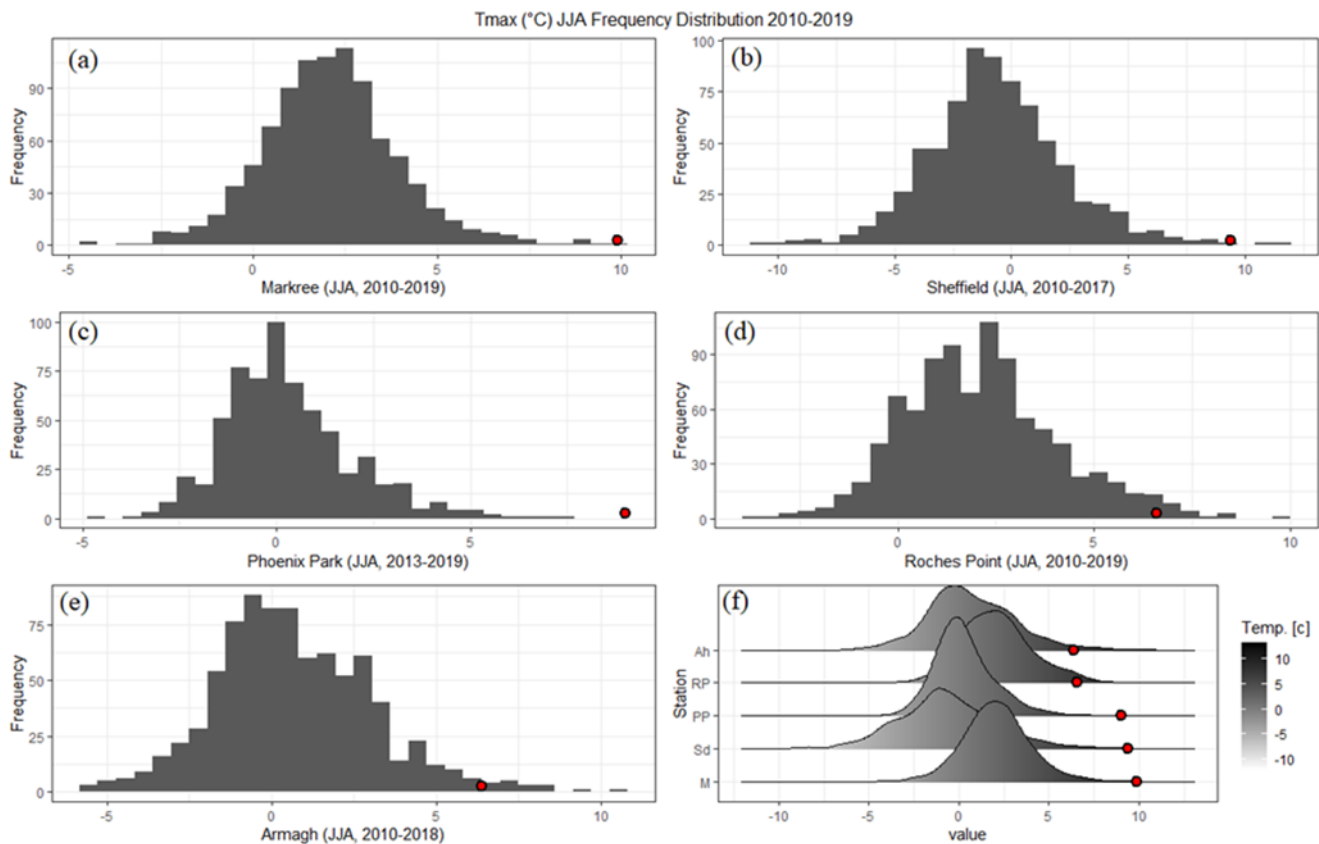 Tmax (°C) JJA Frequency Distribution 2010-2019
(a)
Frequency
90
60
30
0
-5 0 5 10
Markree (JJA, 2010-2019)
(b)
Frequency
100
75
50
25
0
-10 -5 0 5 10
Sheffield (JJA, 2010-2017)
(c)
Frequency
100
75
50
25
0
-5 0 5
Phoenix Park (JJA, 2013-2019)
(d)
Frequency
90
60
30
0
0 5 10
Roches Point (JJA, 2010-2019)
(e)
Frequency
75
50
25
0
-5 0 5 10
Armagh (JJA, 2010-2018)
(f)
Station
Ah
RP
PP
Sd
M
-10 -5 0 5 10
value
Temp. [c]
10
5
0
-5
-10